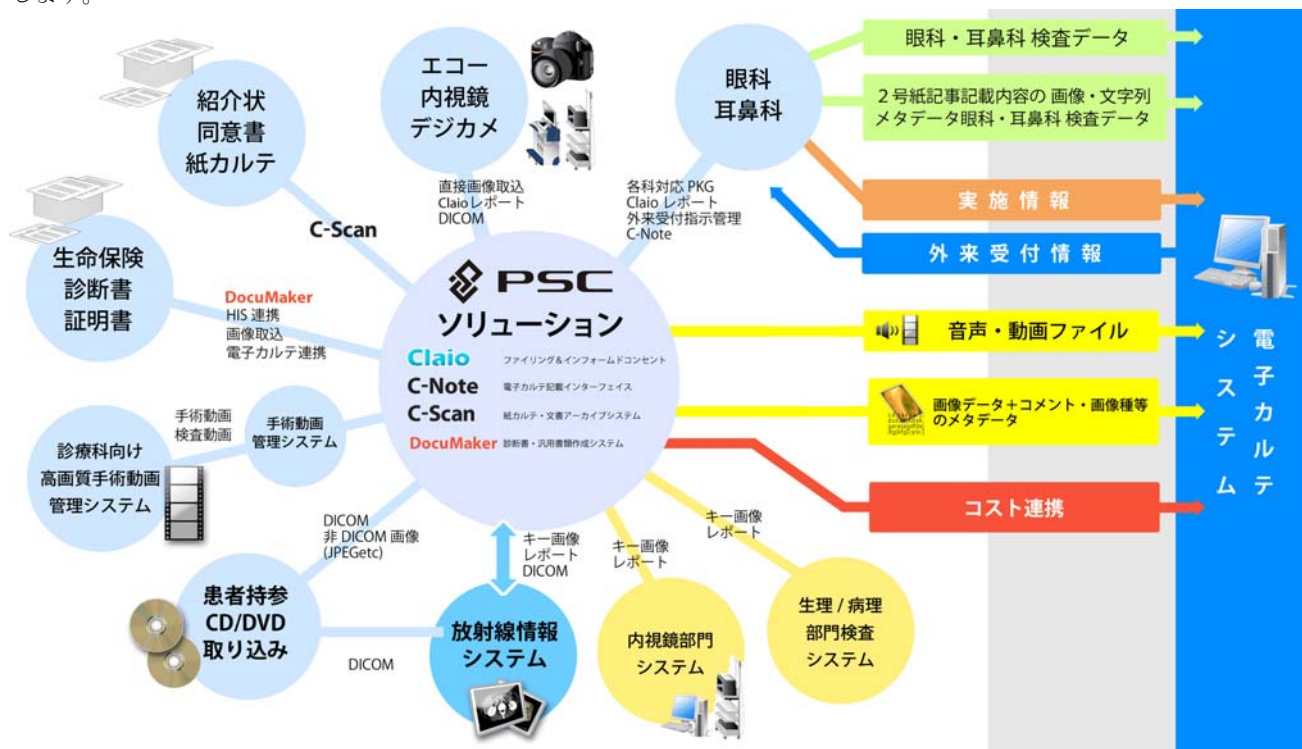 します。
紹介状
同意書
紙カルテ
エコー
内視鏡
デジカメ
眼科
耳鼻科
眼科・耳鼻科 検査データ
2号紙記事記載内容の 画像・文字列
メタデータ眼科・耳鼻科 検査データ
実施情報
外来受付情報
直接画像取込
Claioレポート
DICOM
各科対応 PKG
Claio レポート
外来受付指示管理
C-Note
C-Scan
生命保険
診断書
証明書
DocuMaker
HIS 連携
画像取込
電子カルテ連携
PSC
ソリューション
Claio ファイリング&インフォームドコンセント
C-Note 電子カルテ記載インターフェイス
C-Scan 紙カルテ・文書アーカイブシステム
DocuMaker 診断書・汎用書類作成システム
音声・動画ファイル
画像データ+コメント・画像種等
のメタデータ
コスト連携
電子カルテ
システム
手術動画
検査動画
手術動画
管理システム
診療科向け
高画質手術動画
管理システム
DICOM
非 DICOM 画像
(JPEGetc)
キー画像
レポート
DICOM
キー画像
レポート
キー画像
レポート
患者持参
CD/DVD
取り込み
DICOM
放射線情報
システム
内視鏡部門
システム
生理 / 病理
部門検査
システム